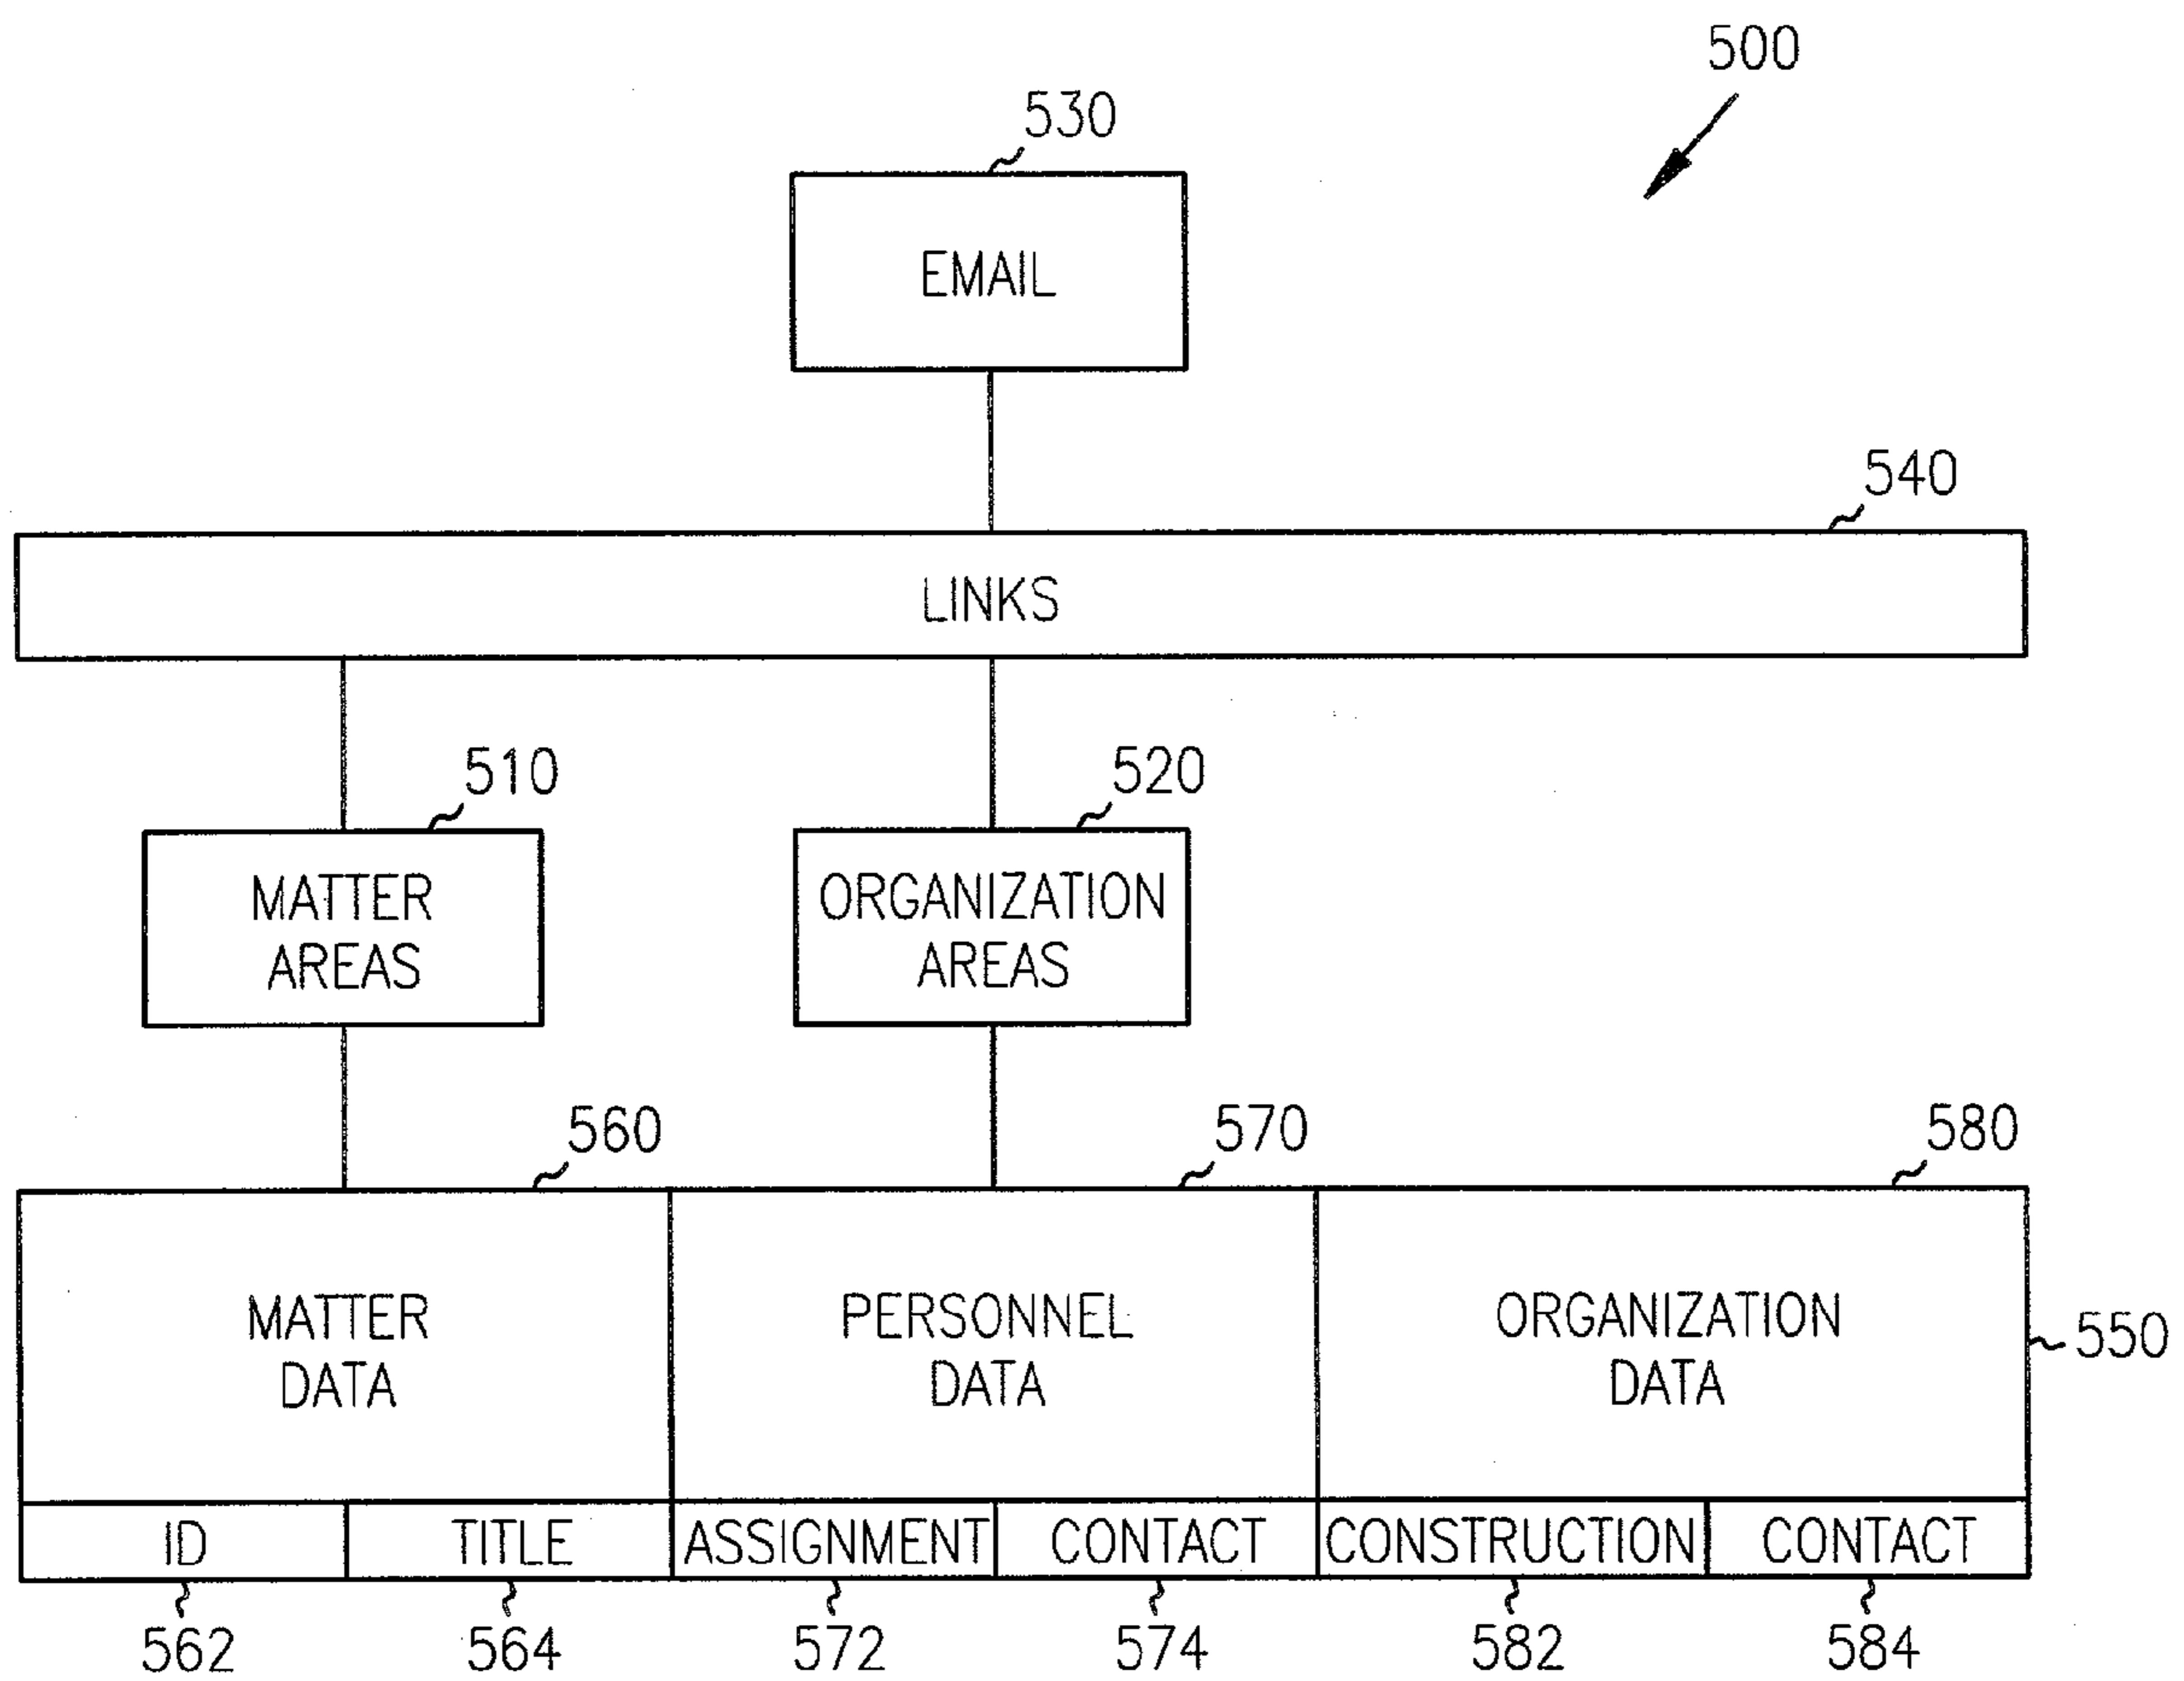 500
530
EMAIL
540
LINKS
510
520
MATTER
AREAS
ORGANIZATION
AREAS
560
570
580
MATTER
DATA
PERSONNEL
DATA
ORGANIZATION
DATA
550
ID
TITLE
ASSIGNMENT
CONTACT
CONSTRUCTION
CONTACT
562
564
572
574
582
584